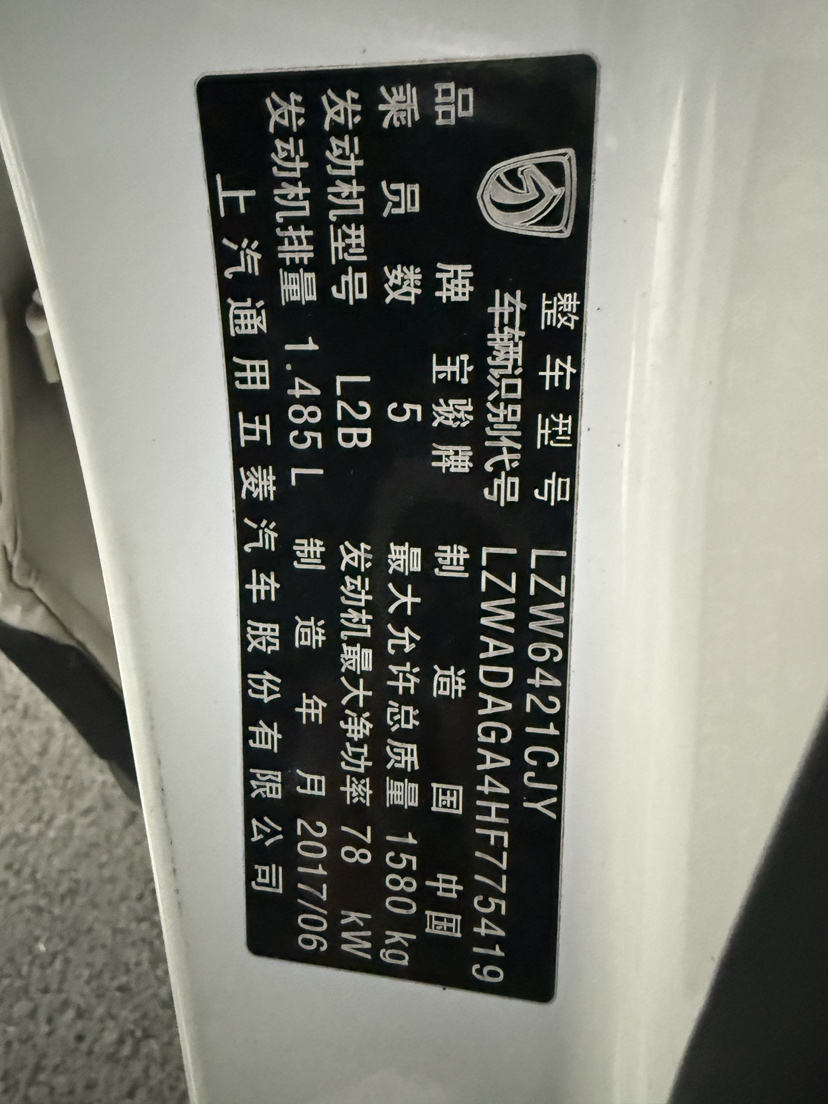 整车型号 LZW6421CJY
车辆识别代号 LZWADAGA4HF775419
品牌 宝骏牌 制造国 中国
乘员数 5 最大允许总质量 1580 kg
发动机型号 L2B 发动机最大净功率 78 kW
发动机排量 1.485L 制造年月 2017/06
上汽通用五菱汽车股份有限公司